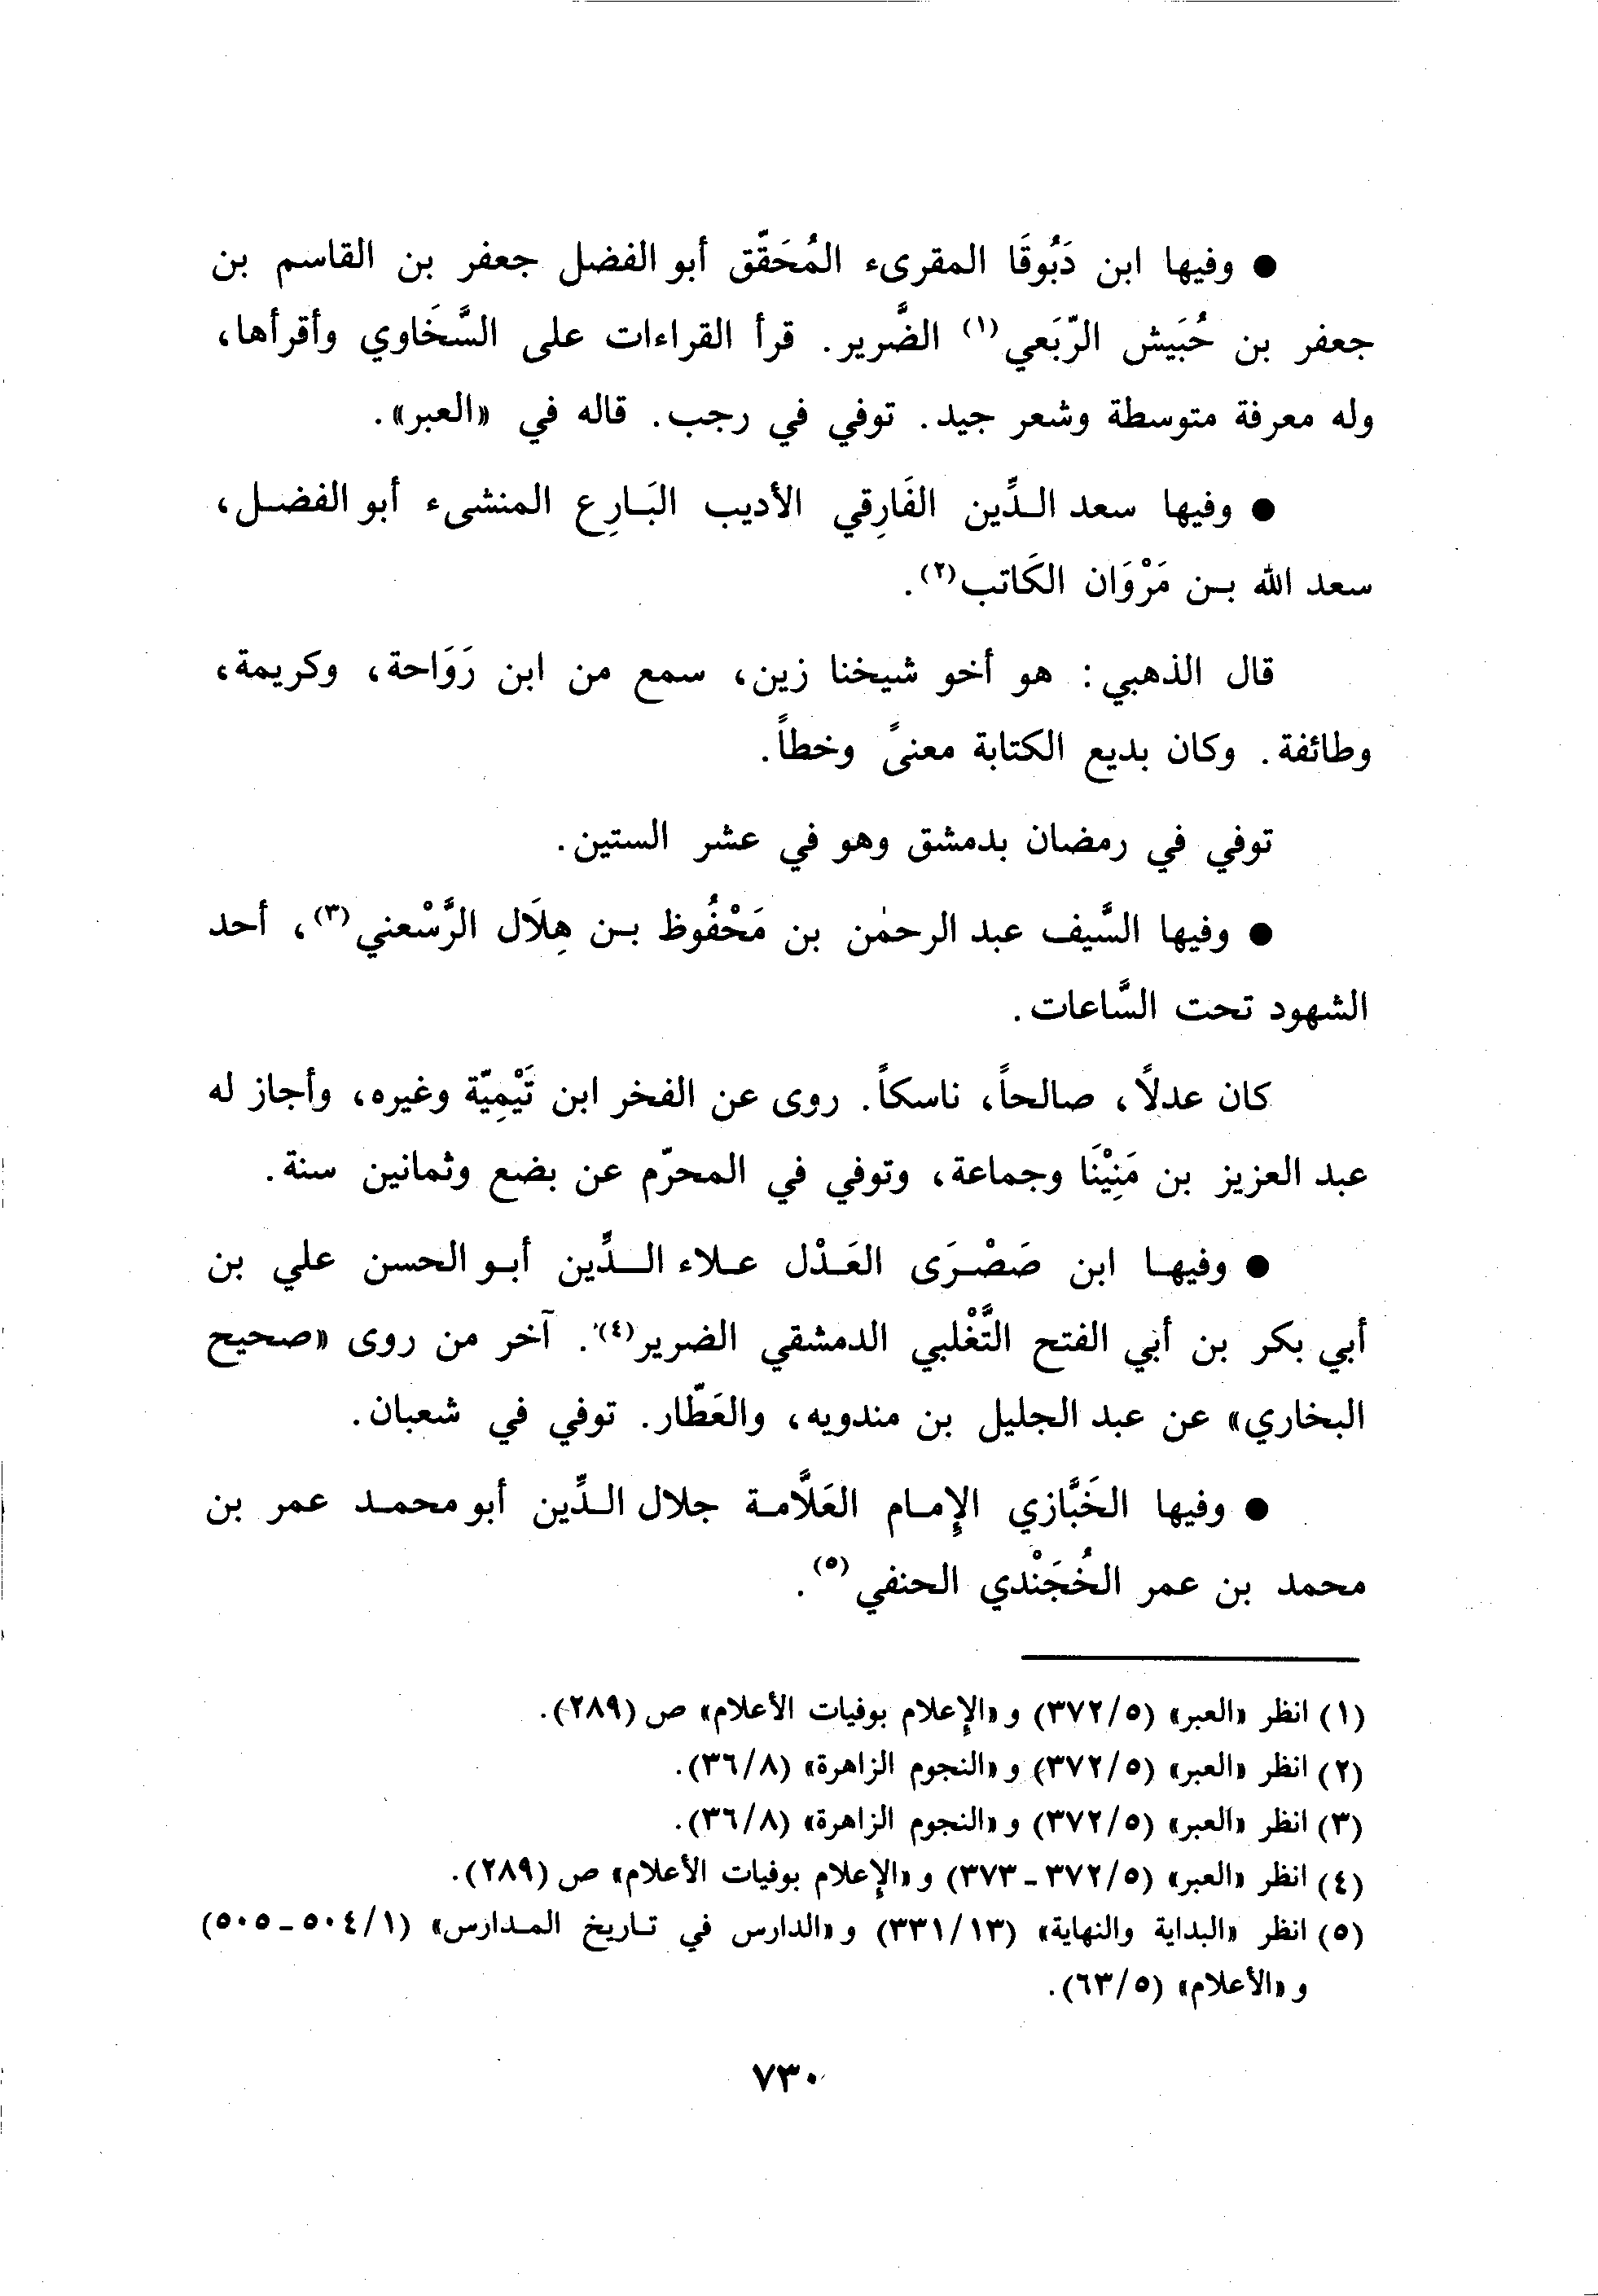 ● وفيها ابن دَبُوقَا المقرىء المُحَقّق أبو الفضل جعفر بن القاسم بن
جعفر بن حُبَيش الرّبَعي(١) الضَّرير. قرأ القراءات على السَّخَاوي وأقرأها،
وله معرفة متوسطة وشعر جيد. توفي في رجب. قاله في «العبر».
● وفيها سعد الدِّين الفَارِقي الأديب البَارِع المنشىء أبو الفضل،
سعد الله بن مَرْوَان الكَاتب(٢).
قال الذهبي: هو أخو شيخنا زين، سمع من ابن رَوَاحة، وكريمة،
وطائفة. وكان بديع الكتابة معنىً وخطاً.
توفي في رمضان بدمشق وهو في عشر الستين.
● وفيها السَّيف عبد الرحمٰن بن مَحْفُوظ بن هِلَال الرَّسْعني(٣)، أحد
الشهود تحت السَّاعات.
كان عدلًا، صالحاً، ناسكاً. روى عن الفخر ابن تَيْمِيّة وغيره، وأجاز له
عبد العزيز بن مَنِيْنَا وجماعة، وتوفي في المحرّم عن بضع وثمانين سنة.
● وفيها ابن صَصْرَى العَدْل علاء الدِّين أبو الحسن علي بن
أبي بكر بن أبي الفتح التَّغْلبي الدمشقي الضرير(٤). آخر من روى «صحيح
البخاري» عن عبد الجليل بن مندويه، والعَطّار. توفي في شعبان.
● وفيها الخَبَّازي الإِمام العَلاَّمة جلال الدِّين أبو محمد عمر بن
محمد بن عمر الخُجَنْدي الحنفي(٥).
(١) انظر «العبر» (٣٧٢/٥) و «الإعلام بوفيات الأعلام» ص (٢٨٩).
(٢) انظر «العبر» (٣٧٢/٥) و «النجوم الزاهرة» (٣٦/٨).
(٣) انظر «العبر» (٣٧٢/٥) و «النجوم الزاهرة» (٣٦/٨).
(٤) انظر «العبر» (٣٧٢/٥ - ٣٧٣) و «الإعلام بوفيات الأعلام» ص (٢٨٩).
(٥) انظر «البداية والنهاية» (٣٣١/١٣) و «الدارس في تاريخ المدارس» (٥٠٤/١ - ٥٠٥)
و «الأعلام» (٦٣/٥).
٧٣٠